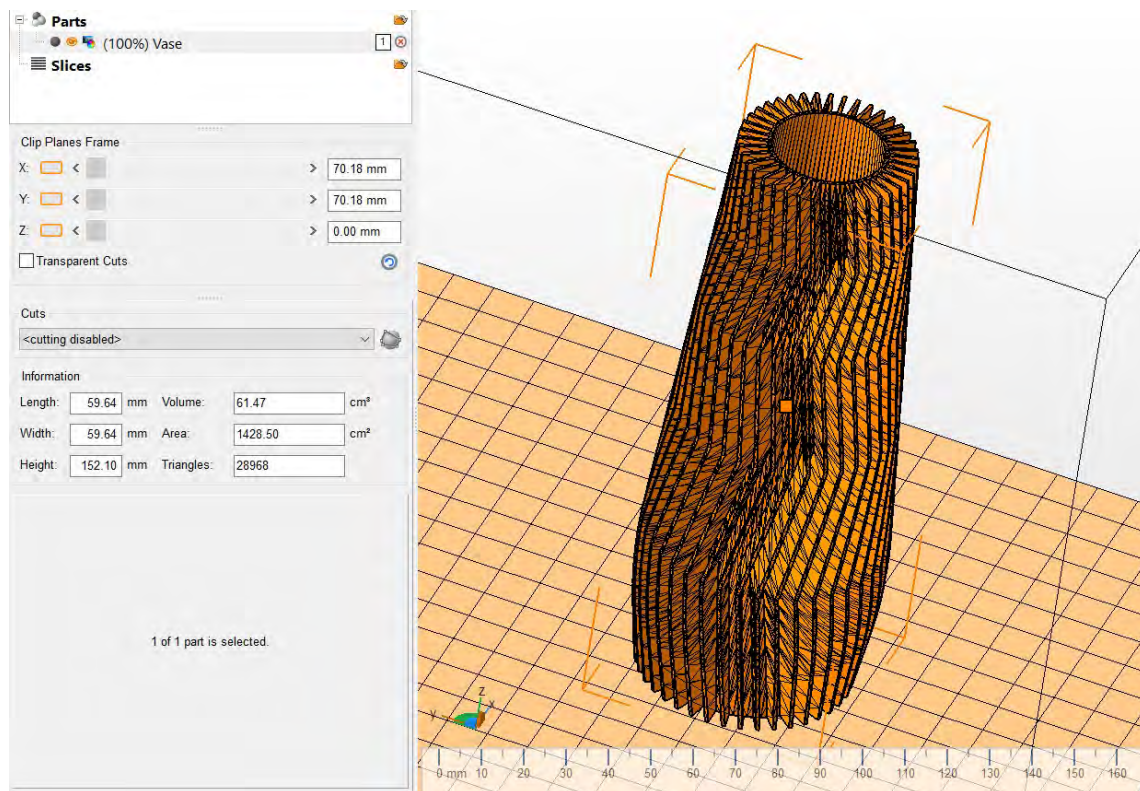 Parts
(100%) Vase 1
Slices
Clip Planes Frame
X: < > 70.18 mm
Y: < > 70.18 mm
Z: < > 0.00 mm
Transparent Cuts
Cuts
<cutting disabled>
Information
Length: 59.64 mm Volume: 61.47 cm³
Width: 59.64 mm Area: 1428.50 cm²
Height: 152.10 mm Triangles: 28968
1 of 1 part is selected.
z
y x
0 mm 10 20 30 40 50 60 70 80 90 100 110 120 130 140 150 160